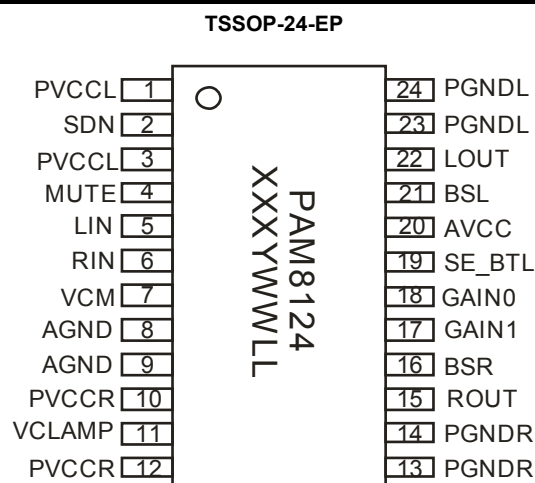 TSSOP-24-EP
PVCCL 1 24 PGNDL
SDN 2 23 PGNDL
PVCCL 3 22 LOUT
MUTE 4 21 BSL
LIN 5 20 AVCC
RIN 6 19 SE_BTL
VCM 7 18 GAIN0
AGND 8 17 GAIN1
AGND 9 16 BSR
PVCCR 10 15 ROUT
VCLAMP 11 14 PGNDR
PVCCR 12 13 PGNDR
PAM8124
XXXYWWLL